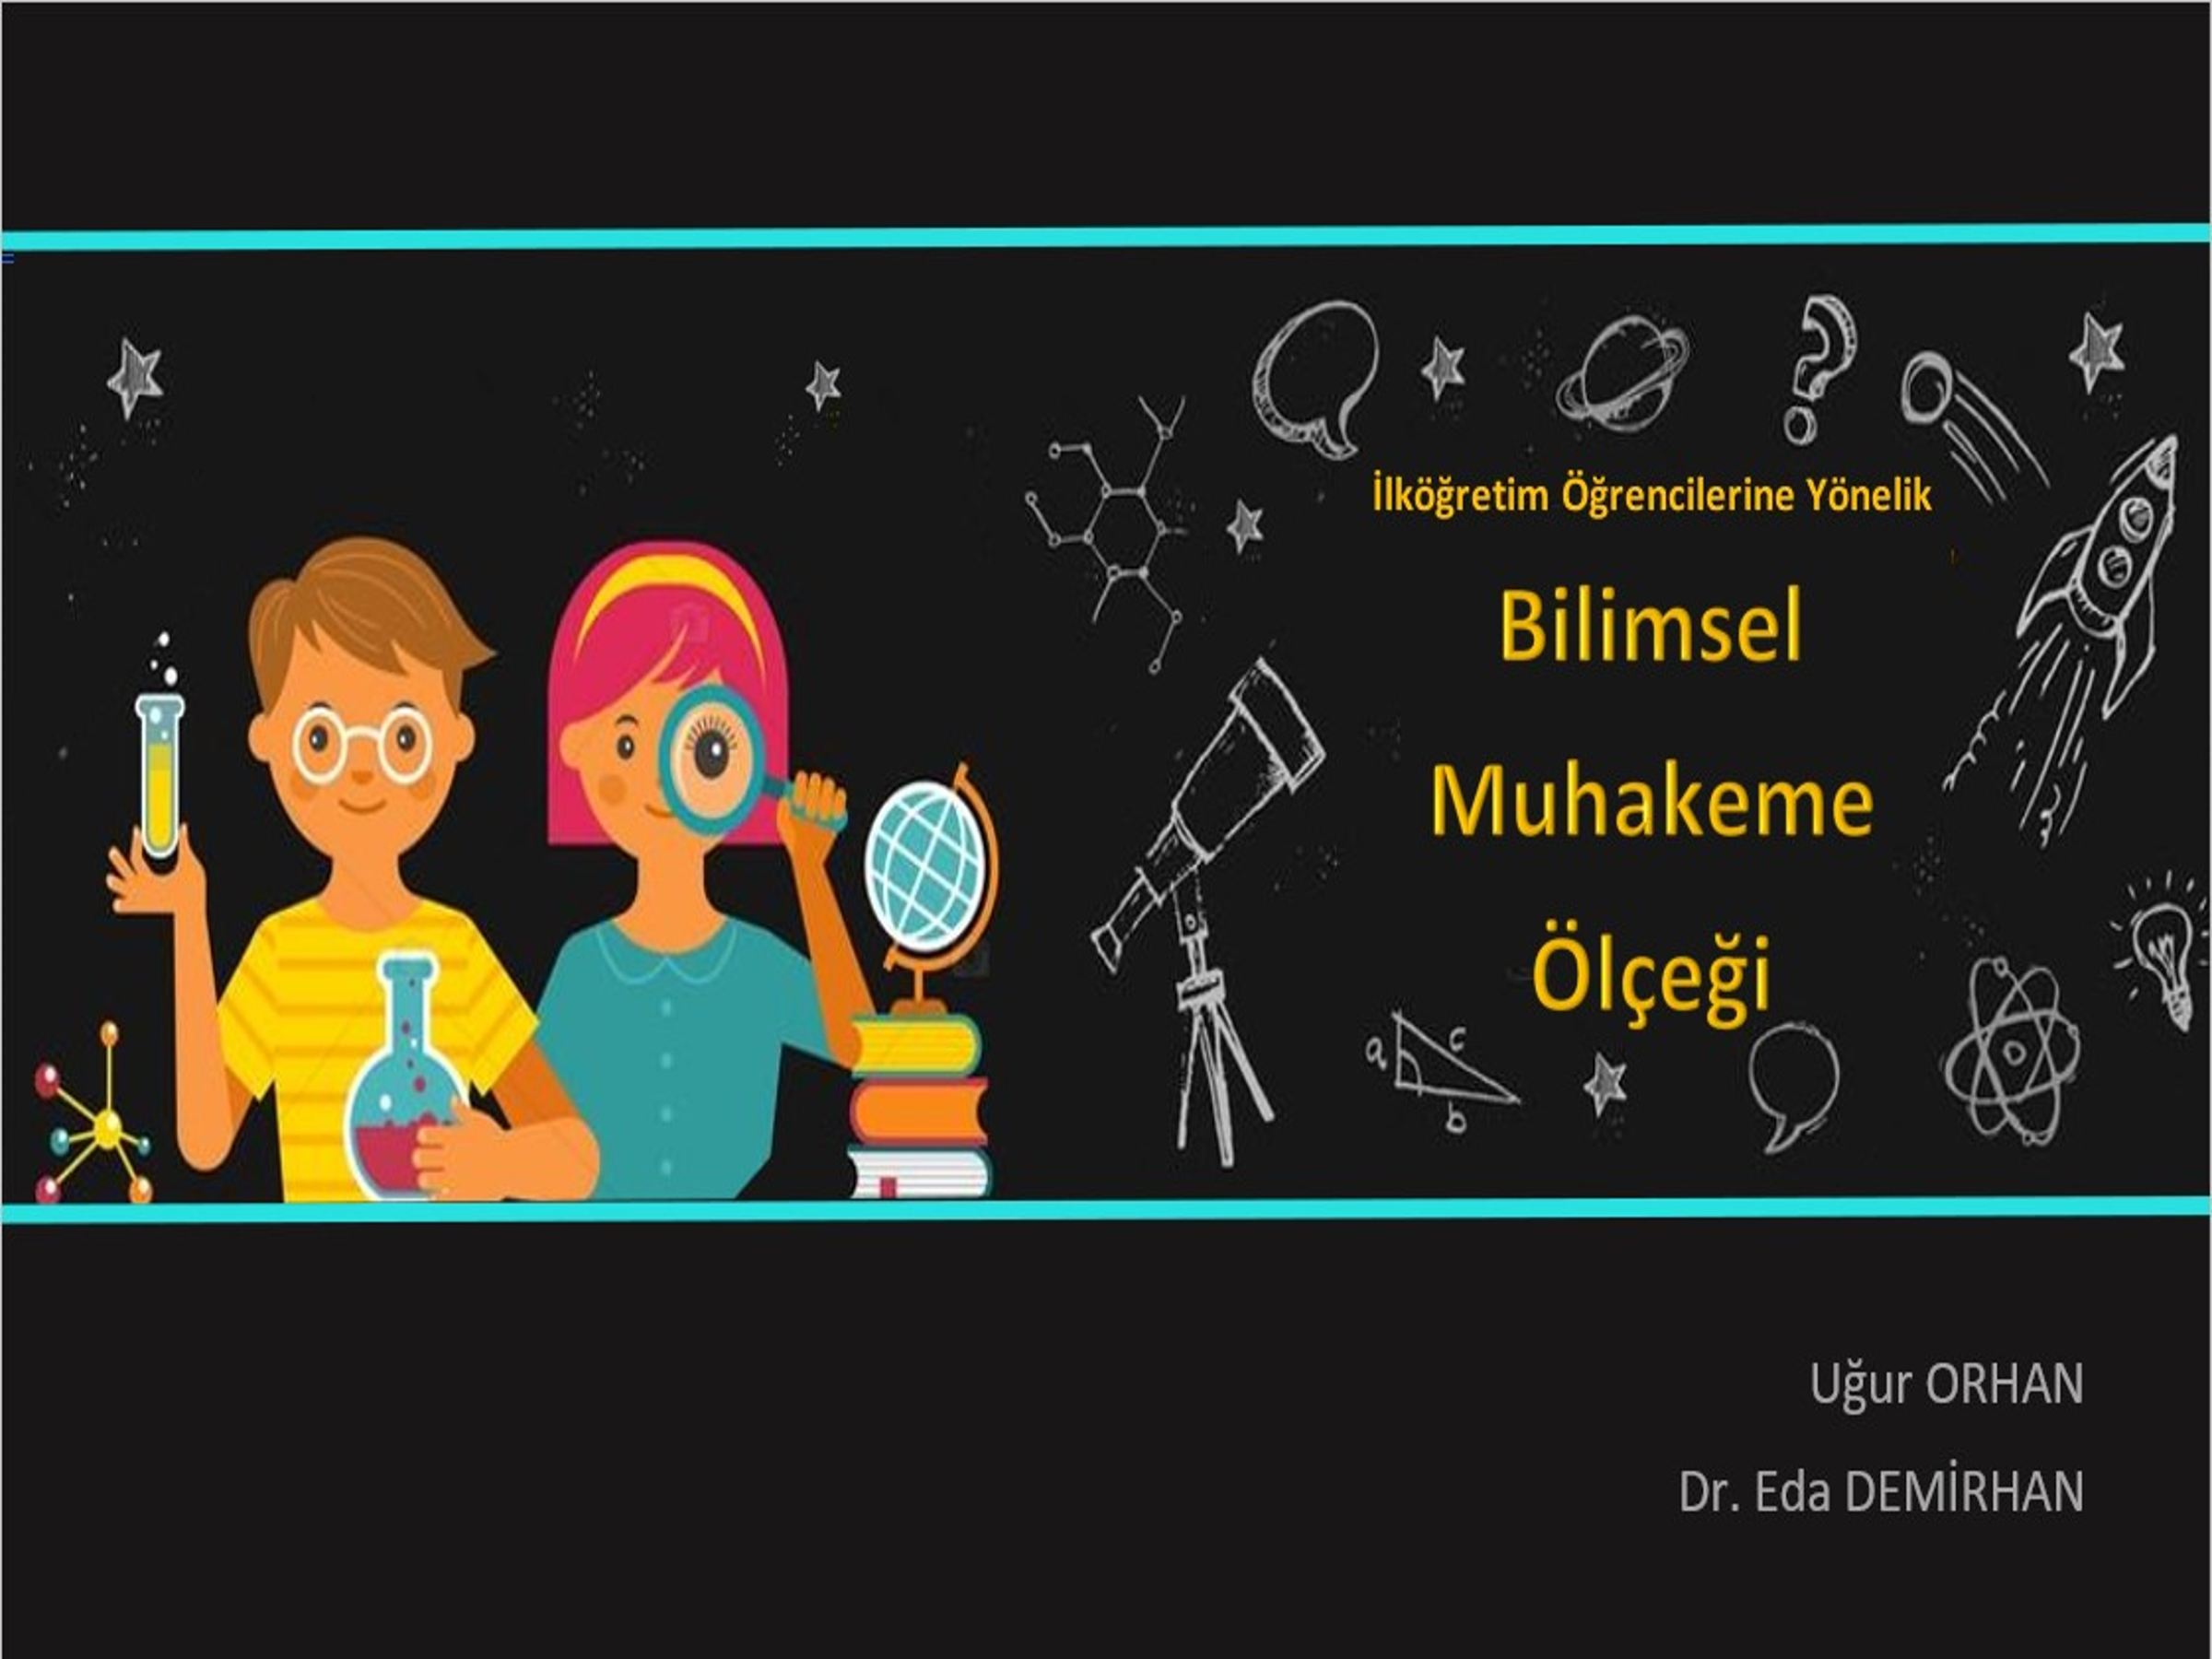 İlköğretim Öğrencilerine Yönelik
Bilimsel
Muhakeme
Ölçeği
a
c
b
Uğur ORHAN
Dr. Eda DEMİRHAN